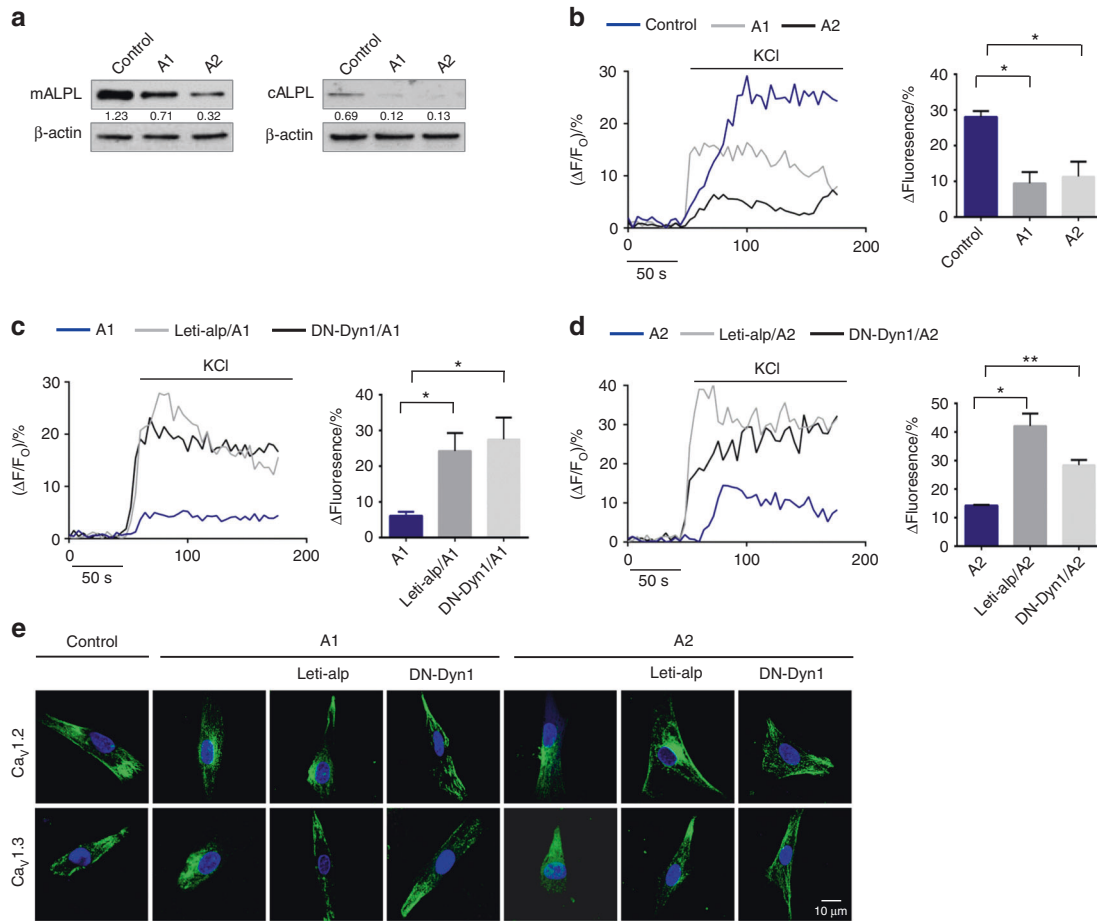 a
Control
A1
A2
mALPL
1.23 0.71 0.32
β-actin
Control
A1
A2
cALPL
0.69 0.12 0.13
β-actin
b
Control A1 A2
KCl
(ΔF/F0)/%
30
20
10
0
0 100 200
50 s
* 
*
ΔFluoresence/%
40
30
20
10
0
Control
A1
A2
c
A1 Leti-alp/A1 DN-Dyn1/A1
KCl
(ΔF/F0)/%
30
20
10
0
0 100 200
50 s
*
*
ΔFluoresence/%
40
30
20
10
0
A1
Leti-alp/A1
DN-Dyn1/A1
d
A2 Leti-alp/A2 DN-Dyn1/A2
KCl
(ΔF/F0)/%
40
30
20
10
0
0 100 200
50 s
**
*
ΔFluoresence/%
50
40
30
20
10
0
A2
Leti-alp/A2
DN-Dyn1/A2
e
Control A1 A2
Leti-alp DN-Dyn1 Leti-alp DN-Dyn1
CaV1.2
CaV1.3
10 μm